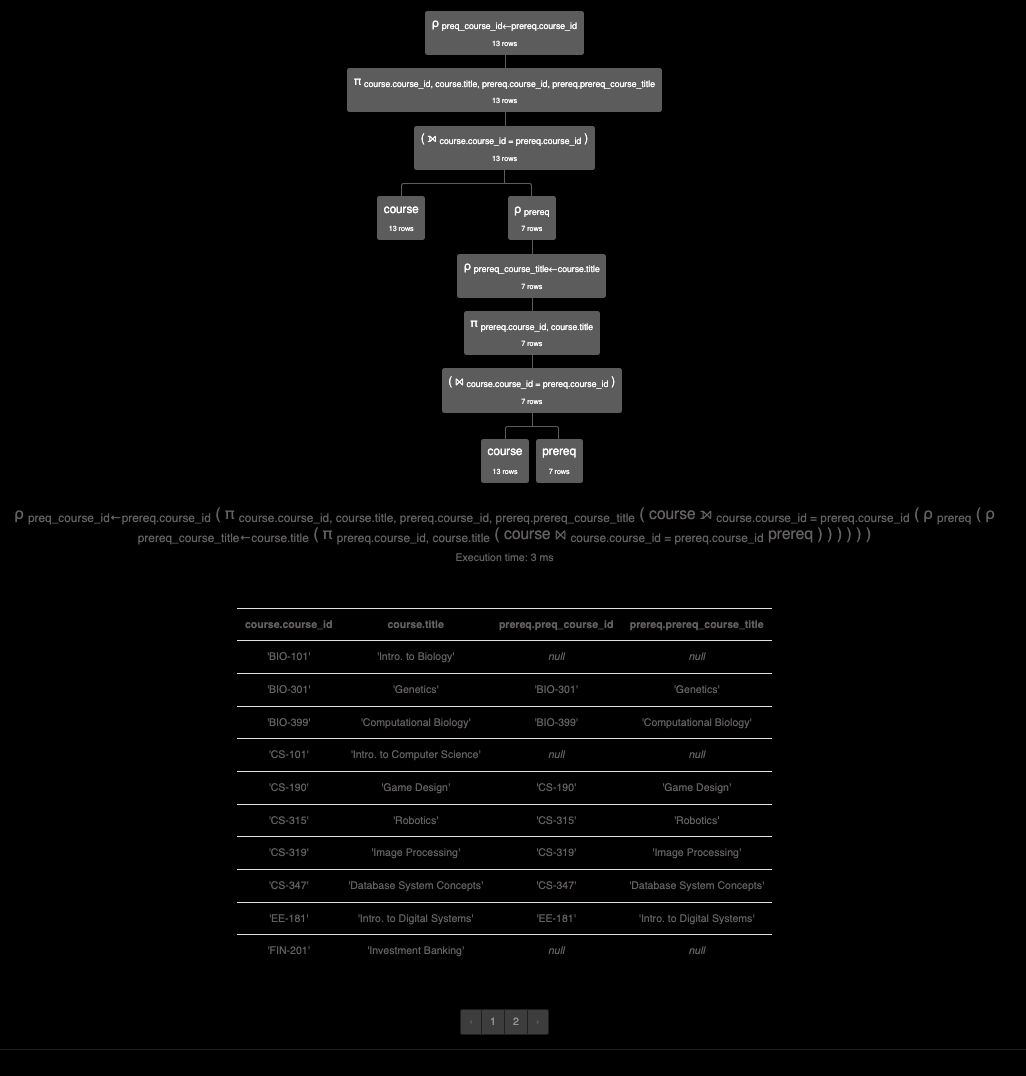 ρ preq_course_id←prereq.course_id
13 rows
π course.course_id, course.title, prereq.course_id, prereq.prereq_course_title
13 rows
( ⟕ course.course_id = prereq.course_id )
13 rows
course
13 rows
ρ prereq
7 rows
ρ prereq_course_title←course.title
7 rows
π prereq.course_id, course.title
7 rows
( ⋈ course.course_id = prereq.course_id )
7 rows
course
13 rows
prereq
7 rows
ρ preq_course_id←prereq.course_id ( π course.course_id, course.title, prereq.course_id, prereq.prereq_course_title ( course ⟕ course.course_id = prereq.course_id ( ρ prereq ( ρ
prereq_course_title←course.title ( π prereq.course_id, course.title ( course ⋈ course.course_id = prereq.course_id prereq ) ) ) ) ) )
Execution time: 3 ms
course.course_id course.title prereq.preq_course_id prereq.prereq_course_title
'BIO-101' 'Intro. to Biology' null null
'BIO-301' 'Genetics' 'BIO-301' 'Genetics'
'BIO-399' 'Computational Biology' 'BIO-399' 'Computational Biology'
'CS-101' 'Intro. to Computer Science' null null
'CS-190' 'Game Design' 'CS-190' 'Game Design'
'CS-315' 'Robotics' 'CS-315' 'Robotics'
'CS-319' 'Image Processing' 'CS-319' 'Image Processing'
'CS-347' 'Database System Concepts' 'CS-347' 'Database System Concepts'
'EE-181' 'Intro. to Digital Systems' 'EE-181' 'Intro. to Digital Systems'
'FIN-201' 'Investment Banking' null null
‹ 1 2 ›